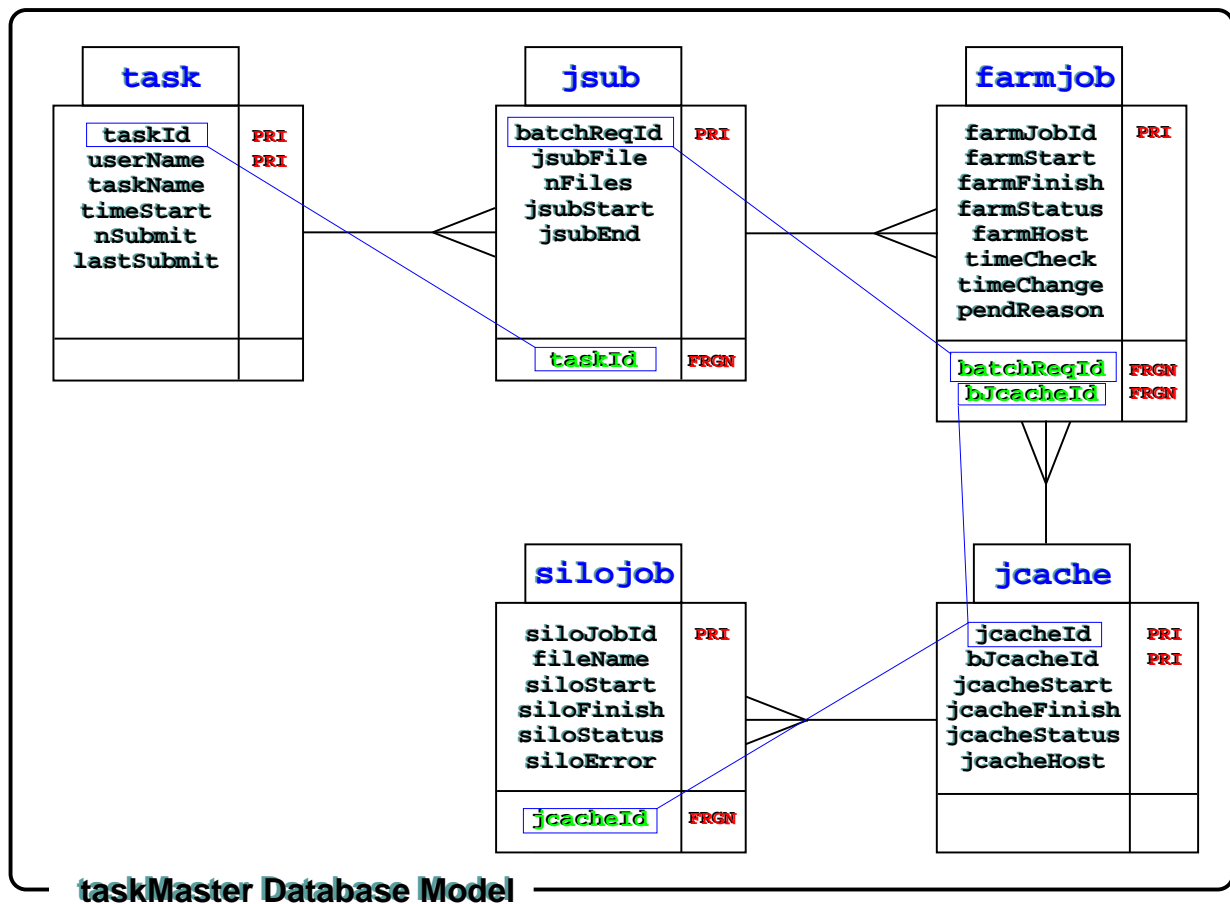 task
taskId PRI
userName PRI
taskName
timeStart
nSubmit
lastSubmit
jsub
batchReqId PRI
jsubFile
nFiles
jsubStart
jsubEnd
taskId FRGN
farmjob
farmJobId PRI
farmStart
farmFinish
farmStatus
farmHost
timeCheck
timeChange
pendReason
batchReqId FRGN
bJcacheId FRGN
silojob
siloJobId PRI
fileName
siloStart
siloFinish
siloStatus
siloError
jcacheId FRGN
jcache
jcacheId PRI
bJcacheId PRI
jcacheStart
jcacheFinish
jcacheStatus
jcacheHost
taskMaster Database Model